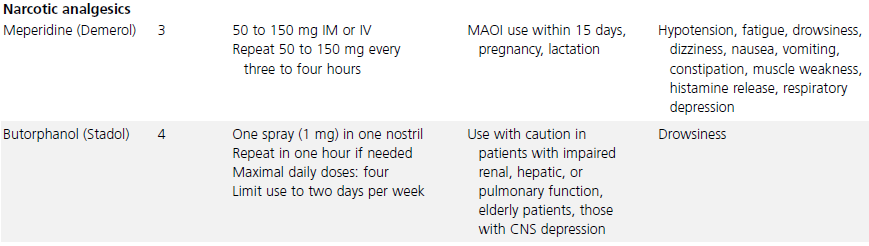 Narcotic analgesics
Meperidine (Demerol) 3 50 to 150 mg IM or IV MAOI use within 15 days, Hypotension, fatigue, drowsiness,
Repeat 50 to 150 mg every pregnancy, lactation dizziness, nausea, vomiting,
three to four hours constipation, muscle weakness,
histamine release, respiratory
depression
Butorphanol (Stadol) 4 One spray (1 mg) in one nostril Use with caution in Drowsiness
Repeat in one hour if needed patients with impaired
Maximal daily doses: four renal, hepatic, or
Limit use to two days per week pulmonary function,
elderly patients, those
with CNS depression